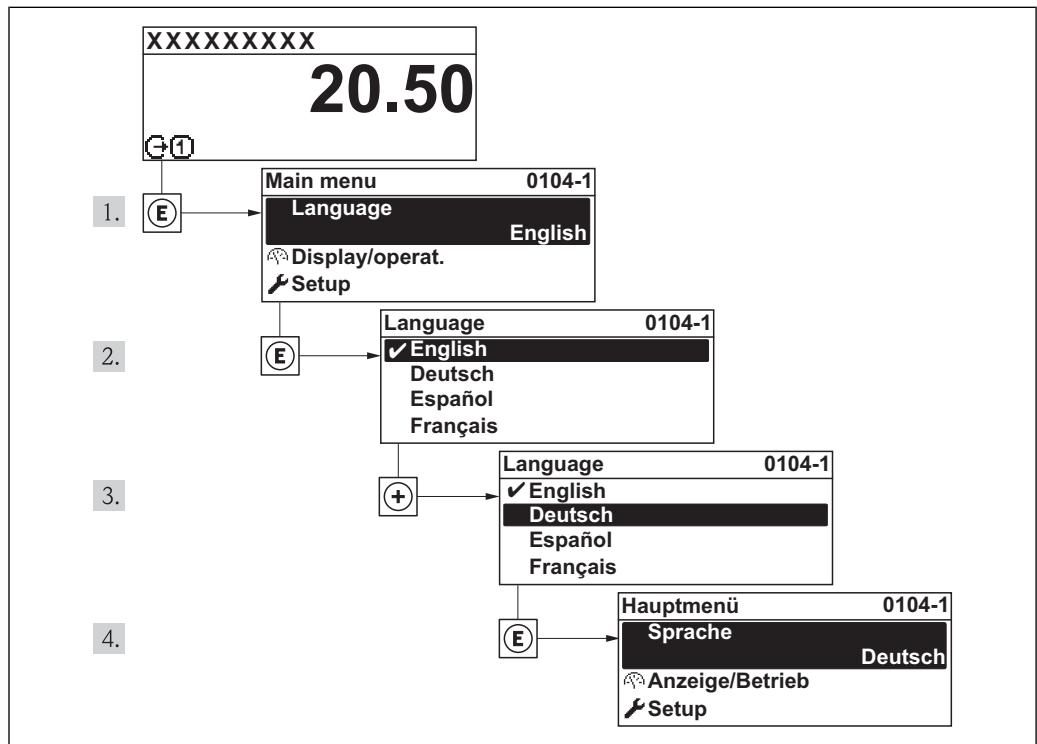 XXXXXXXXX
20.50
1
Main menu 0104-1
1. E
Language
English
Display/operat.
Setup
Language 0104-1
2. E
✔ English
Deutsch
Español
Français
Language 0104-1
3. +
✔ English
Deutsch
Español
Français
Hauptmenü 0104-1
4. E
Sprache
Deutsch
Anzeige/Betrieb
Setup